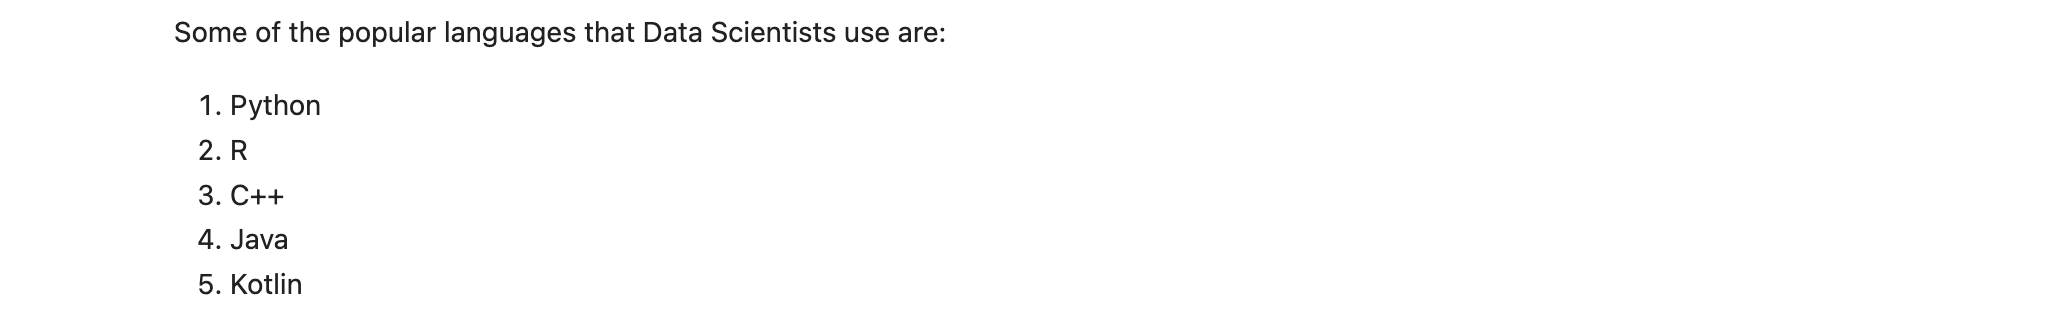 Some of the popular languages that Data Scientists use are:
1. Python
2. R
3. C++
4. Java
5. Kotlin